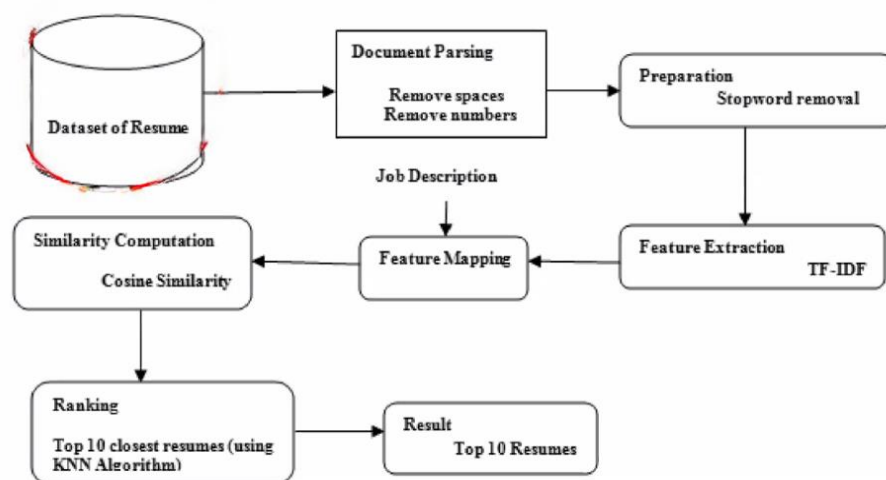 Dataset of Resume
Document Parsing
Remove spaces
Remove numbers
Preparation
Stopword removal
Job Description
Similarity Computation
Cosine Similarity
Feature Mapping
Feature Extraction
TF-IDF
Ranking
Top 10 closest resumes (using
KNN Algorithm)
Result
Top 10 Resumes